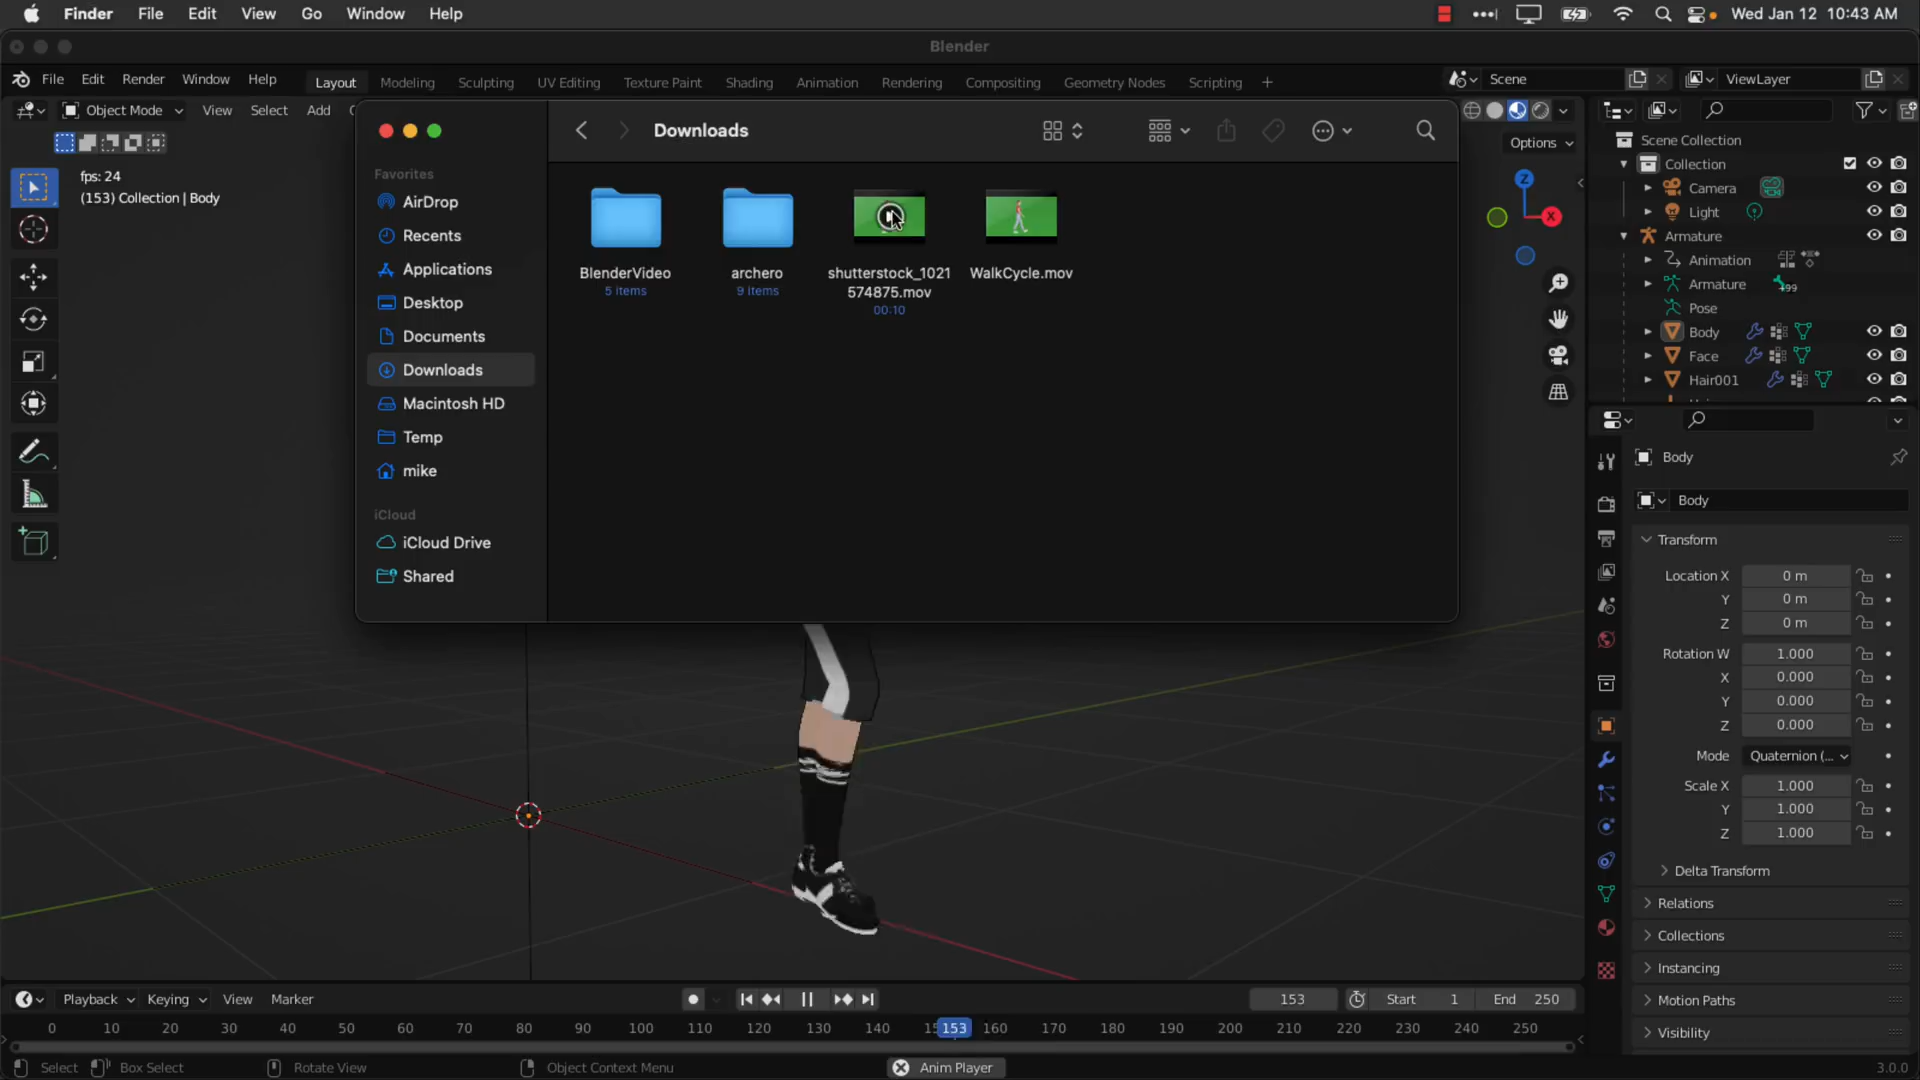 Finder File Edit View Go Window Help
Wed Jan 12 10:43 AM
Blender
File Edit Render Window Help
Layout Modeling Sculpting UV Editing Texture Paint Shading Animation Rendering Compositing Geometry Nodes Scripting +
Scene
ViewLayer
Object Mode View Select Add
Options
fps: 24
(153) Collection | Body
Downloads
Favorites
AirDrop
Recents
Applications
Desktop
Documents
Downloads
Macintosh HD
Temp
mike
iCloud
iCloud Drive
Shared
BlenderVideo
5 items
archero
9 items
shutterstock_1021
574875.mov
00:10
WalkCycle.mov
Z
X
Scene Collection
Collection
Camera
Light
Armature
Animation
Armature
99
Pose
Body
Face
Hair001
Body
Body
Transform
Location X 0 m
Y 0 m
Z 0 m
Rotation W 1.000
X 0.000
Y 0.000
Z 0.000
Mode Quaternion (...
Scale X 1.000
Y 1.000
Z 1.000
Delta Transform
Relations
Collections
Instancing
Motion Paths
Visibility
Playback Keying View Marker
153 Start 1 End 250
0 10 20 30 40 50 60 70 80 90 100 110 120 130 140 15 153 160 170 180 190 200 210 220 230 240 250
Select Box Select Rotate View Object Context Menu Anim Player 3.0.0